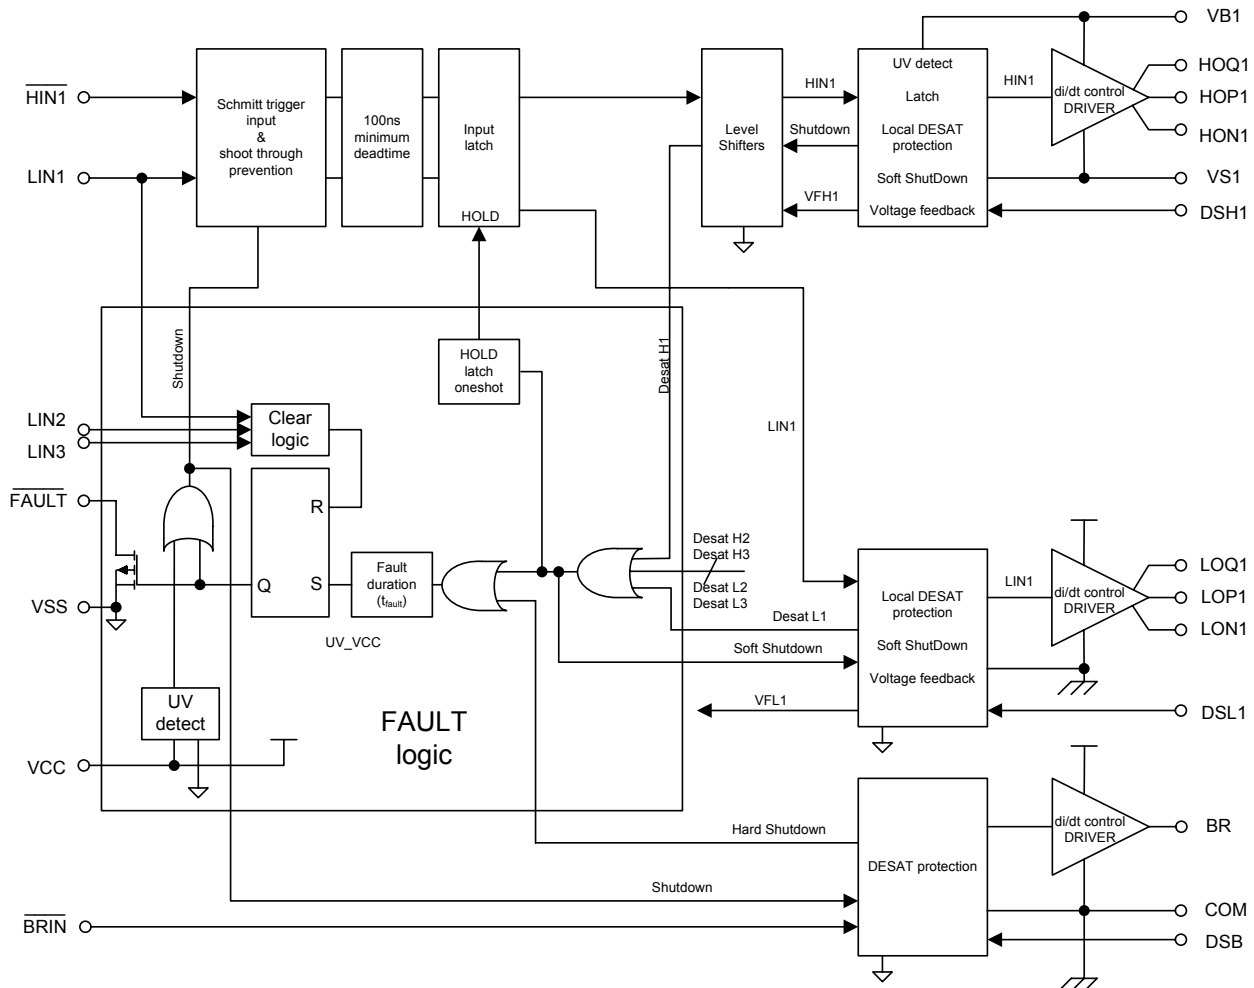 VB1
HIN1
Schmitt trigger
input
&
shoot through
prevention
100ns
minimum
deadtime
Input
latch
HOLD
Level
Shifters
HIN1
Shutdown
VFH1
UV detect
Latch
Local DESAT
protection
Soft ShutDown
Voltage feedback
HIN1
di/dt control
DRIVER
HOQ1
HOP1
HON1
LIN1
VS1
DSH1
Shutdown
HOLD
latch
oneshot
Desat H1
LIN1
LIN2
LIN3
Clear
logic
FAULT
R
Q
S
Fault
duration
(tfault)
UV_VCC
Desat H2
Desat H3
Desat L2
Desat L3
Desat L1
Soft Shutdown
VFL1
Local DESAT
protection
Soft ShutDown
Voltage feedback
LIN1
di/dt control
DRIVER
LOQ1
LOP1
LON1
VSS
UV
detect
FAULT
logic
DSL1
VCC
Hard Shutdown
Shutdown
DESAT protection
di/dt control
DRIVER
BR
BRIN
COM
DSB